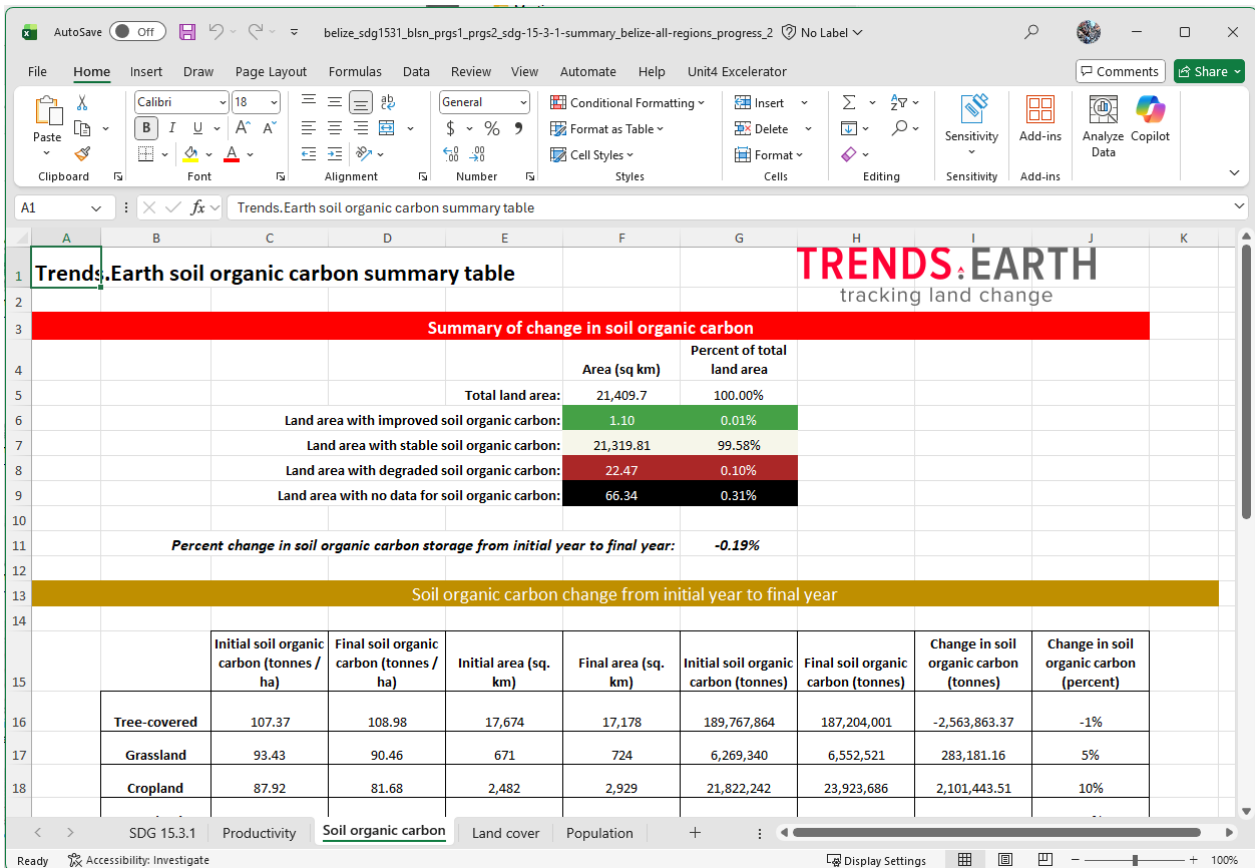 AutoSave Off belize_sdg1531_blsn_prgs1_prgs2_sdg-15-3-1-summary_belize-all-regions_progress_2 No Label
File Home Insert Draw Page Layout Formulas Data Review View Automate Help Unit4 Excelerator Comments Share
Paste
Calibri 18
B I U A A
A
ab
General
$ % 9
Conditional Formatting
Format as Table
Cell Styles
Insert
Delete
Format
Sensitivity
Add-ins
Analyze Data
Copilot
Clipboard Font Alignment Number Styles Cells Editing Sensitivity Add-ins
A1 fx Trends.Earth soil organic carbon summary table
A B C D E F G H I J K
1 Trends.Earth soil organic carbon summary table TRENDS.EARTH
2 tracking land change
3 Summary of change in soil organic carbon
4 Area (sq km) Percent of total land area
5 Total land area: 21,409.7 100.00%
6 Land area with improved soil organic carbon: 1.10 0.01%
7 Land area with stable soil organic carbon: 21,319.81 99.58%
8 Land area with degraded soil organic carbon: 22.47 0.10%
9 Land area with no data for soil organic carbon: 66.34 0.31%
10
11 Percent change in soil organic carbon storage from initial year to final year: -0.19%
12
13 Soil organic carbon change from initial year to final year
14
15 Initial soil organic carbon (tonnes / ha) Final soil organic carbon (tonnes / ha) Initial area (sq. km) Final area (sq. km) Initial soil organic carbon (tonnes) Final soil organic carbon (tonnes) Change in soil organic carbon (tonnes) Change in soil organic carbon (percent)
16 Tree-covered 107.37 108.98 17,674 17,178 189,767,864 187,204,001 -2,563,863.37 -1%
17 Grassland 93.43 90.46 671 724 6,269,340 6,552,521 283,181.16 5%
18 Cropland 87.92 81.68 2,482 2,929 21,822,242 23,923,686 2,101,443.51 10%
SDG 15.3.1 Productivity Soil organic carbon Land cover Population
Ready Accessibility: Investigate Display Settings 100%